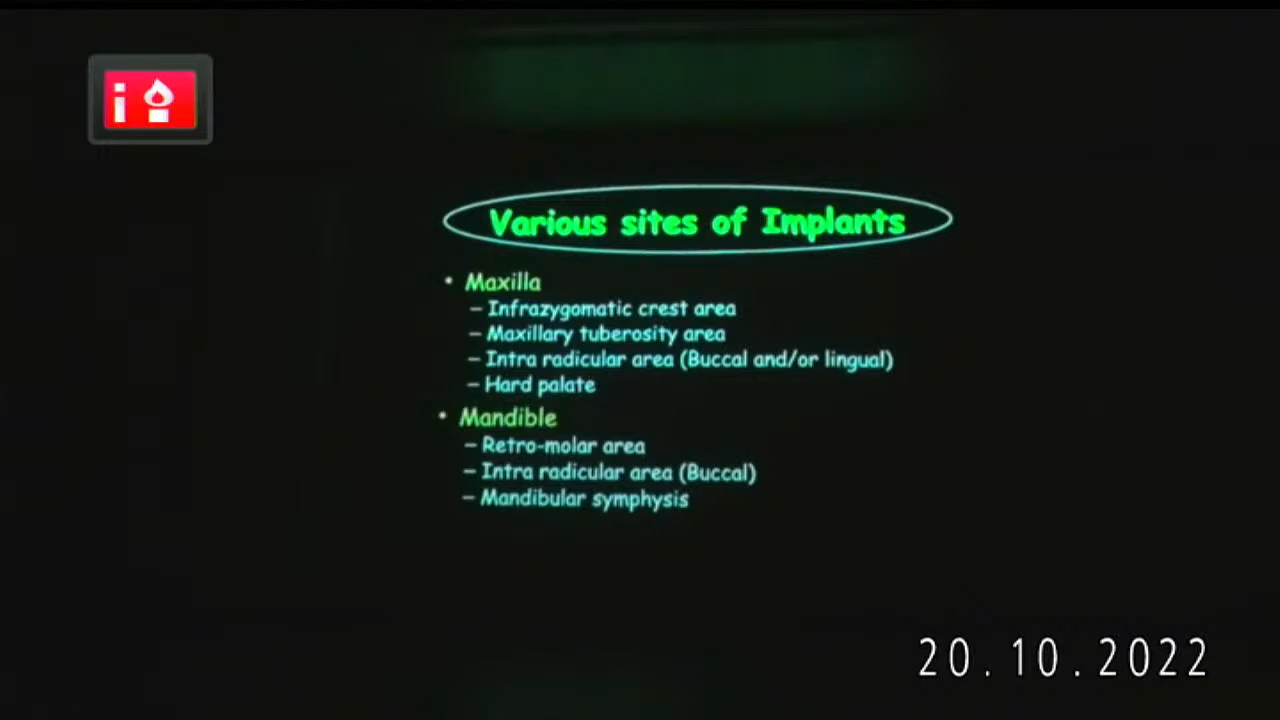 Various sites of Implants
• Maxilla
– Infrazygomatic crest area
– Maxillary tuberosity area
– Intra radicular area (Buccal and/or lingual)
– Hard palate
• Mandible
– Retro-molar area
– Intra radicular area (Buccal)
– Mandibular symphysis
20.10.2022